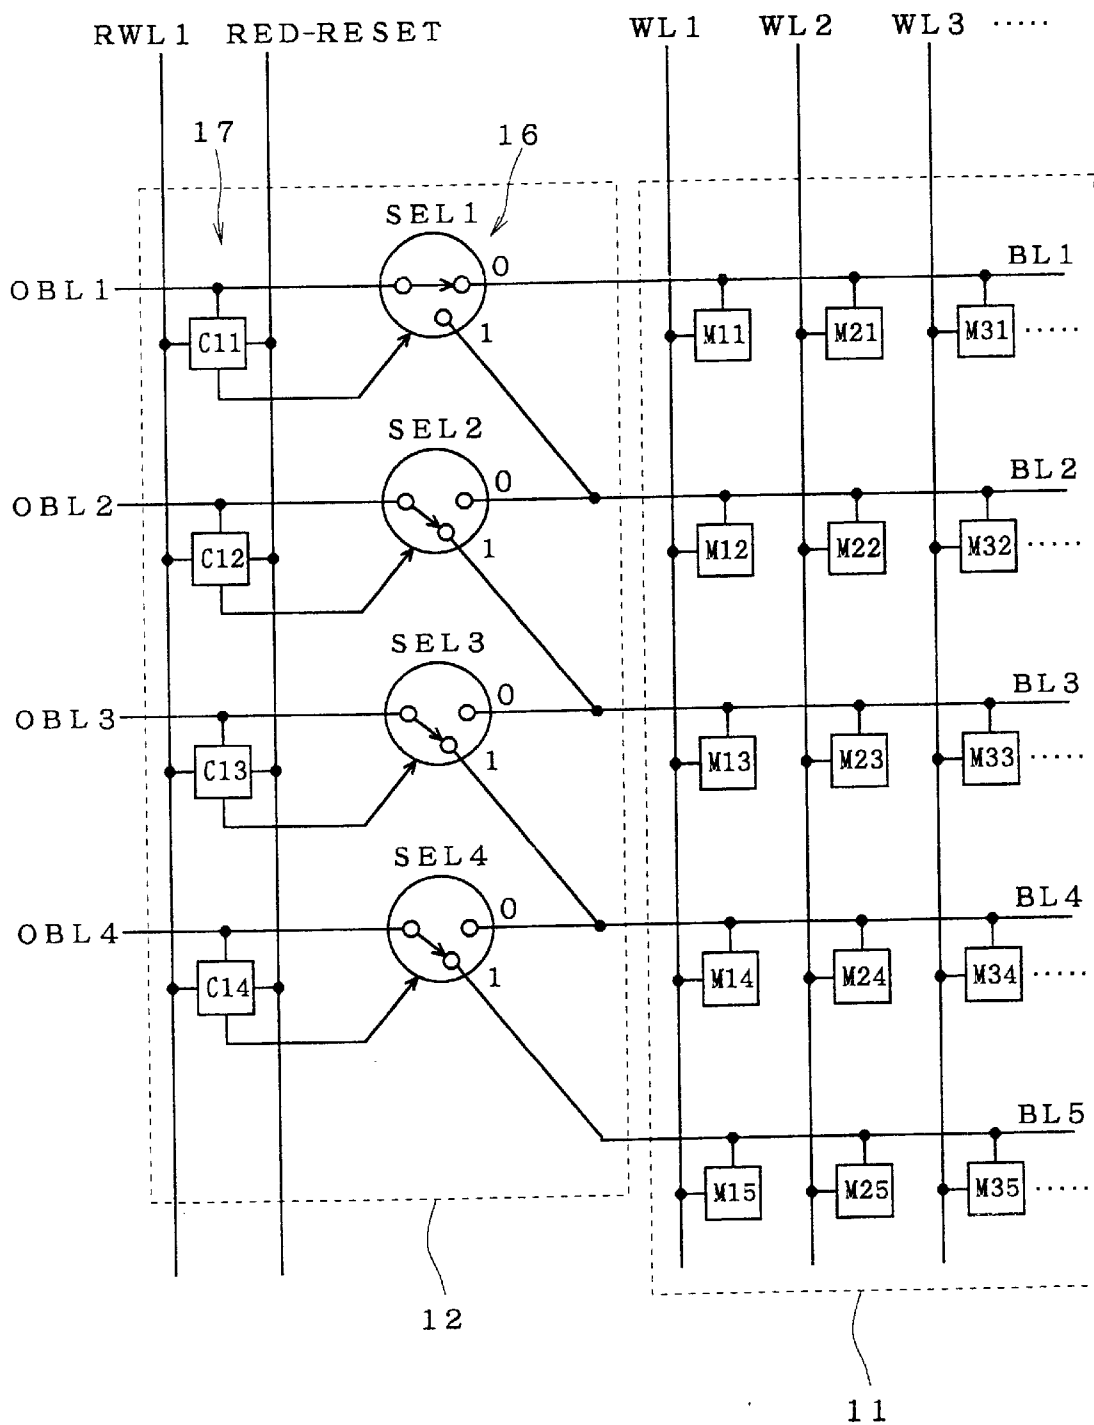 RWL1 RED-RESET WL1 WL2 WL3 .....
17 16
SEL1
OBL1 0 BL1
1
C11 M11 M21 M31 .....
SEL2
OBL2 0 BL2
1
C12 M12 M22 M32 .....
SEL3
OBL3 0 BL3
1
C13 M13 M23 M33 .....
SEL4
OBL4 0 BL4
1
C14 M14 M24 M34 .....
BL5
M15 M25 M35 .....
12
11